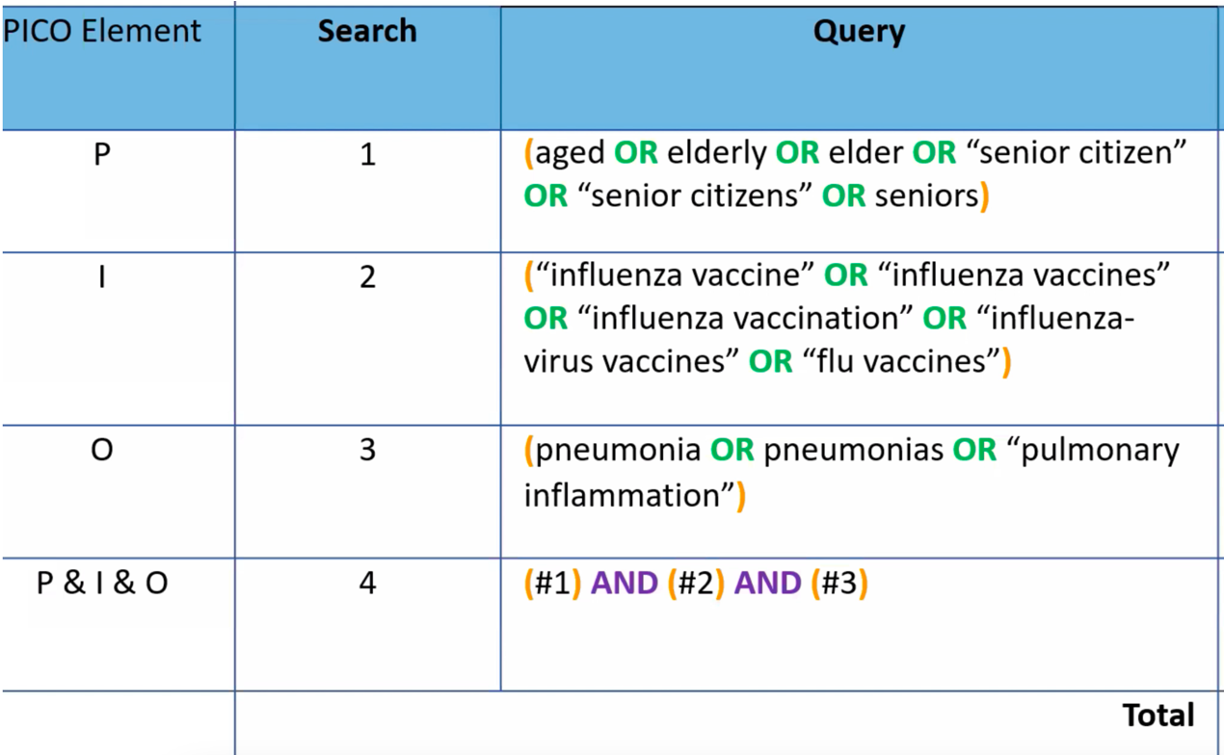 PICO Element Search Query
P 1 (aged OR elderly OR elder OR “senior citizen”
OR “senior citizens” OR seniors)
I 2 (“influenza vaccine” OR “influenza vaccines”
OR “influenza vaccination” OR “influenza-
virus vaccines” OR “flu vaccines”)
O 3 (pneumonia OR pneumonias OR “pulmonary
inflammation”)
P & I & O 4 (#1) AND (#2) AND (#3)
Total